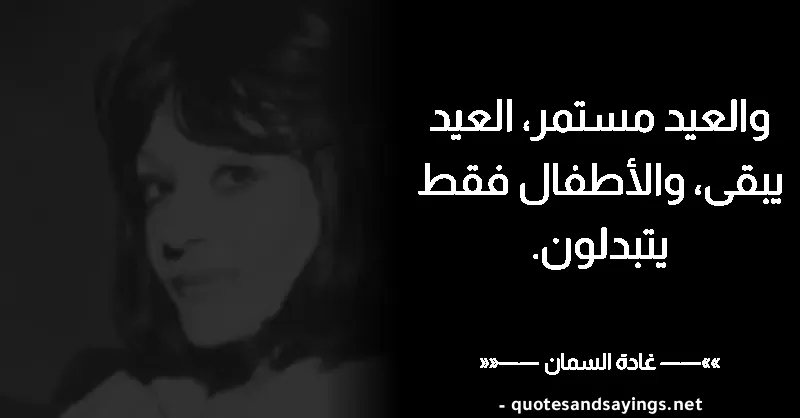 والعيد مستمر، العيد
يبقى، والأطفال فقط
يتبدلون.
»»—— غادة السمان ——««
- quotesandsayings.net